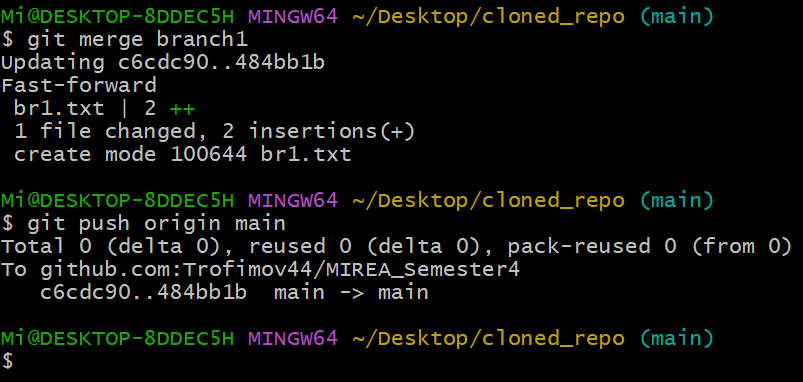 Mi@DESKTOP-8DDEC5H MINGW64 ~/Desktop/cloned_repo (main)
$ git merge branch1
Updating c6cdc90..484bb1b
Fast-forward
 br1.txt | 2 ++
 1 file changed, 2 insertions(+)
 create mode 100644 br1.txt

Mi@DESKTOP-8DDEC5H MINGW64 ~/Desktop/cloned_repo (main)
$ git push origin main
Total 0 (delta 0), reused 0 (delta 0), pack-reused 0 (from 0)
To github.com:Trofimov44/MIREA_Semester4
   c6cdc90..484bb1b  main -> main

Mi@DESKTOP-8DDEC5H MINGW64 ~/Desktop/cloned_repo (main)
$